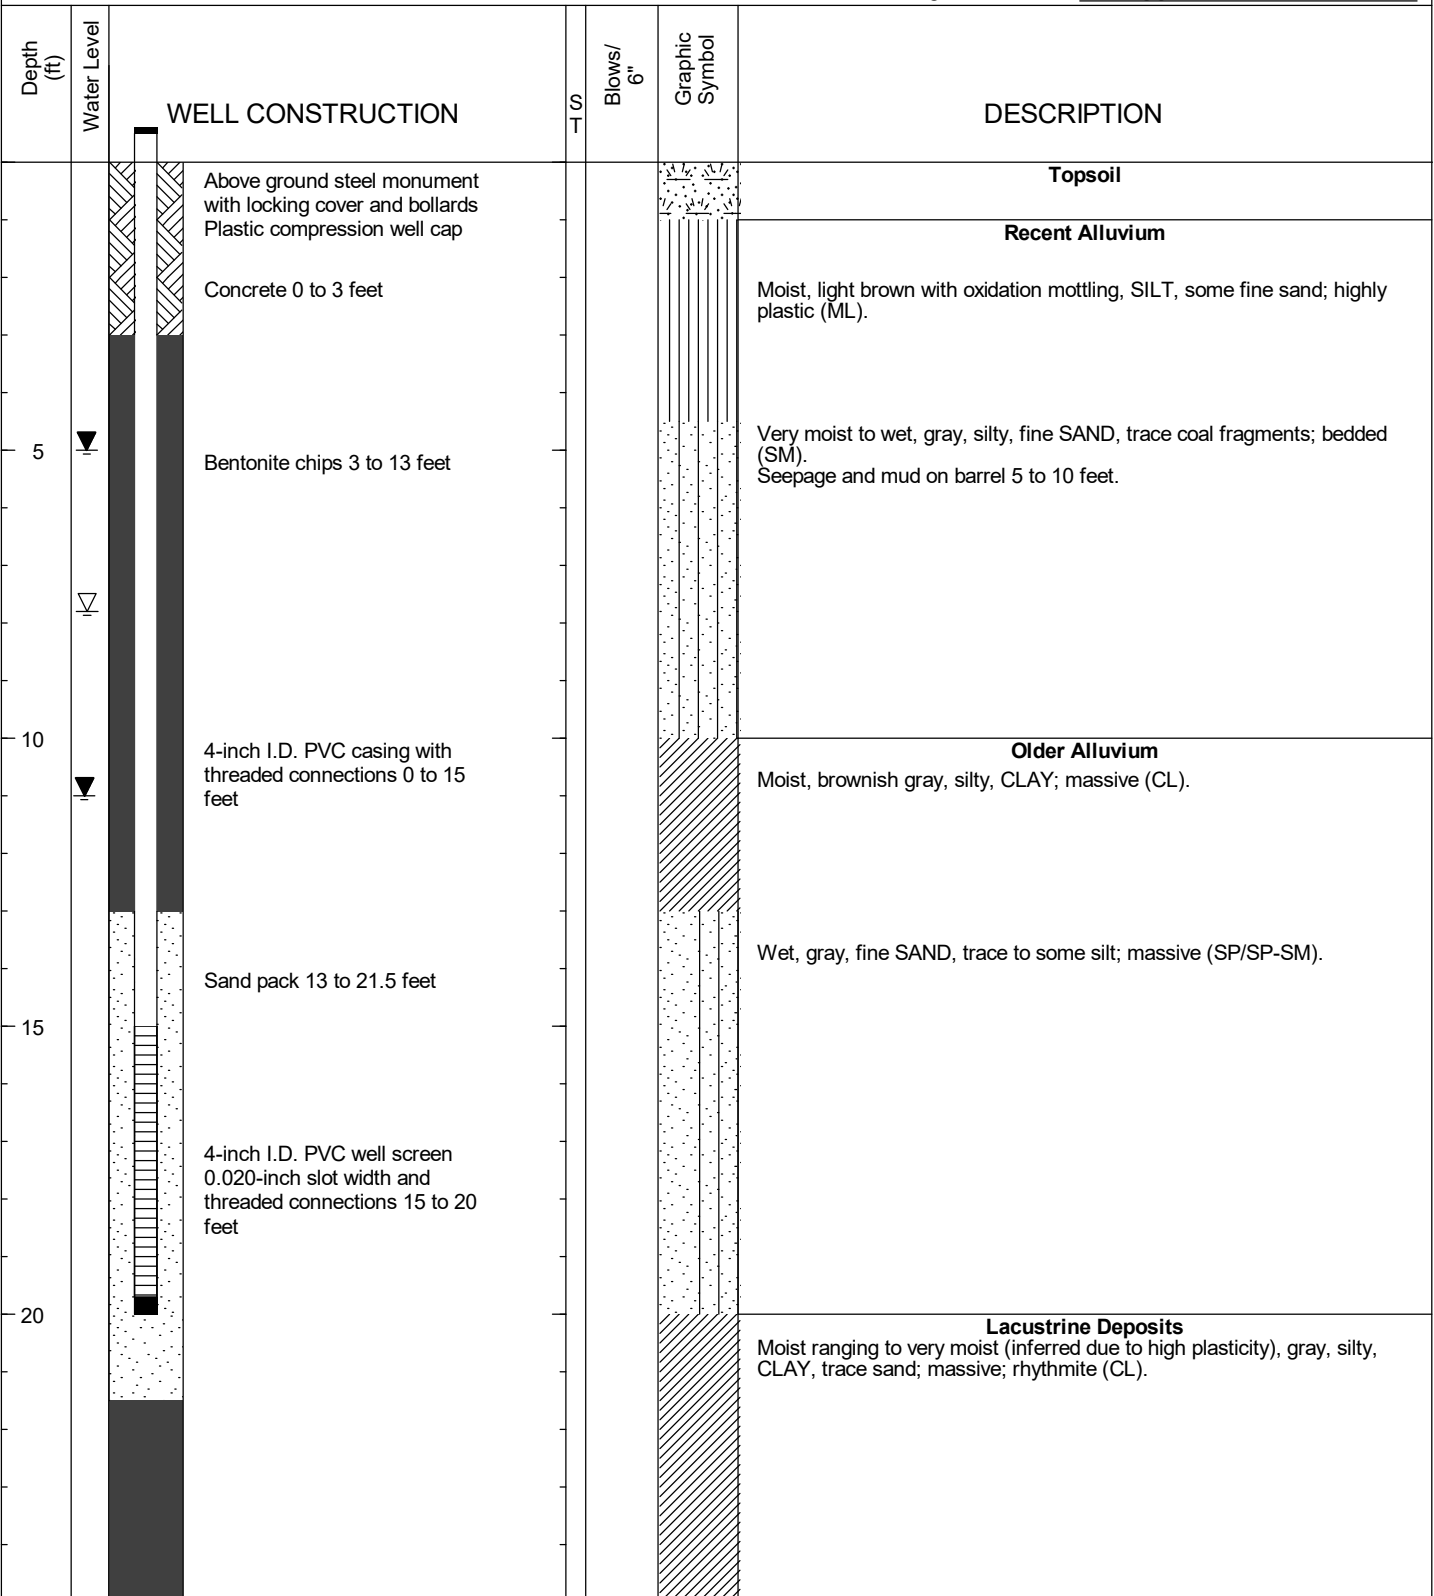 Depth
(ft)
Water Level
WELL CONSTRUCTION
S
T
Blows/
6"
Graphic
Symbol
DESCRIPTION
Above ground steel monument
with locking cover and bollards
Plastic compression well cap
Concrete 0 to 3 feet
Bentonite chips 3 to 13 feet
4-inch I.D. PVC casing with
threaded connections 0 to 15
feet
Sand pack 13 to 21.5 feet
4-inch I.D. PVC well screen
0.020-inch slot width and
threaded connections 15 to 20
feet
5
10
15
20
Topsoil
Recent Alluvium
Moist, light brown with oxidation mottling, SILT, some fine sand; highly
plastic (ML).
Very moist to wet, gray, silty, fine SAND, trace coal fragments; bedded
(SM).
Seepage and mud on barrel 5 to 10 feet.
Older Alluvium
Moist, brownish gray, silty, CLAY; massive (CL).
Wet, gray, fine SAND, trace to some silt; massive (SP/SP-SM).
Lacustrine Deposits
Moist ranging to very moist (inferred due to high plasticity), gray, silty,
CLAY, trace sand; massive; rhythmite (CL).